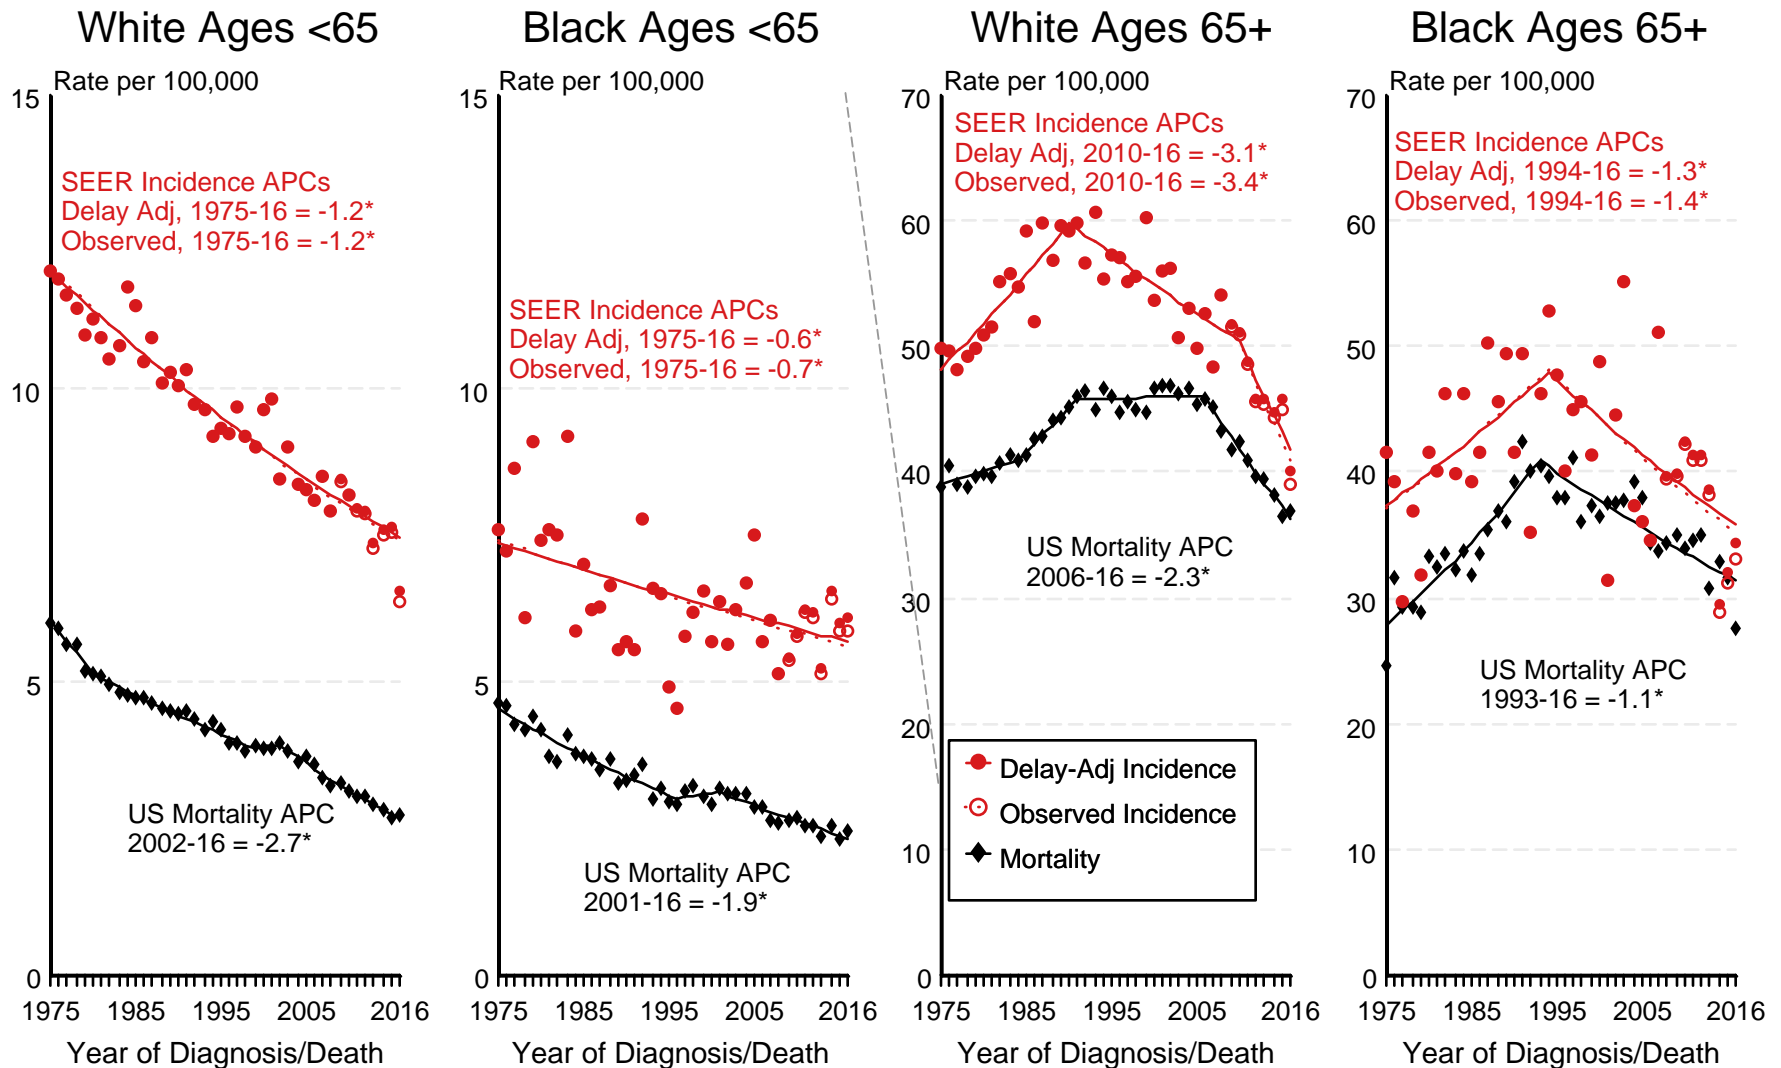 White Ages <65
Rate per 100,000
15
10
5
0
SEER Incidence APCs
Delay Adj, 1975-16 = -1.2*
Observed, 1975-16 = -1.2*
US Mortality APC
2002-16 = -2.7*
1975 1985 1995 2005 2016
Year of Diagnosis/Death
Black Ages <65
Rate per 100,000
15
10
5
0
SEER Incidence APCs
Delay Adj, 1975-16 = -0.6*
Observed, 1975-16 = -0.7*
US Mortality APC
2001-16 = -1.9*
1975 1985 1995 2005 2016
Year of Diagnosis/Death
White Ages 65+
Rate per 100,000
70
60
50
40
30
20
10
0
SEER Incidence APCs
Delay Adj, 2010-16 = -3.1*
Observed, 2010-16 = -3.4*
US Mortality APC
2006-16 = -2.3*
Delay-Adj Incidence
Observed Incidence
Mortality
1975 1985 1995 2005 2016
Year of Diagnosis/Death
Black Ages 65+
Rate per 100,000
70
60
50
40
30
20
10
0
SEER Incidence APCs
Delay Adj, 1994-16 = -1.3*
Observed, 1994-16 = -1.4*
US Mortality APC
1993-16 = -1.1*
1975 1985 1995 2005 2016
Year of Diagnosis/Death